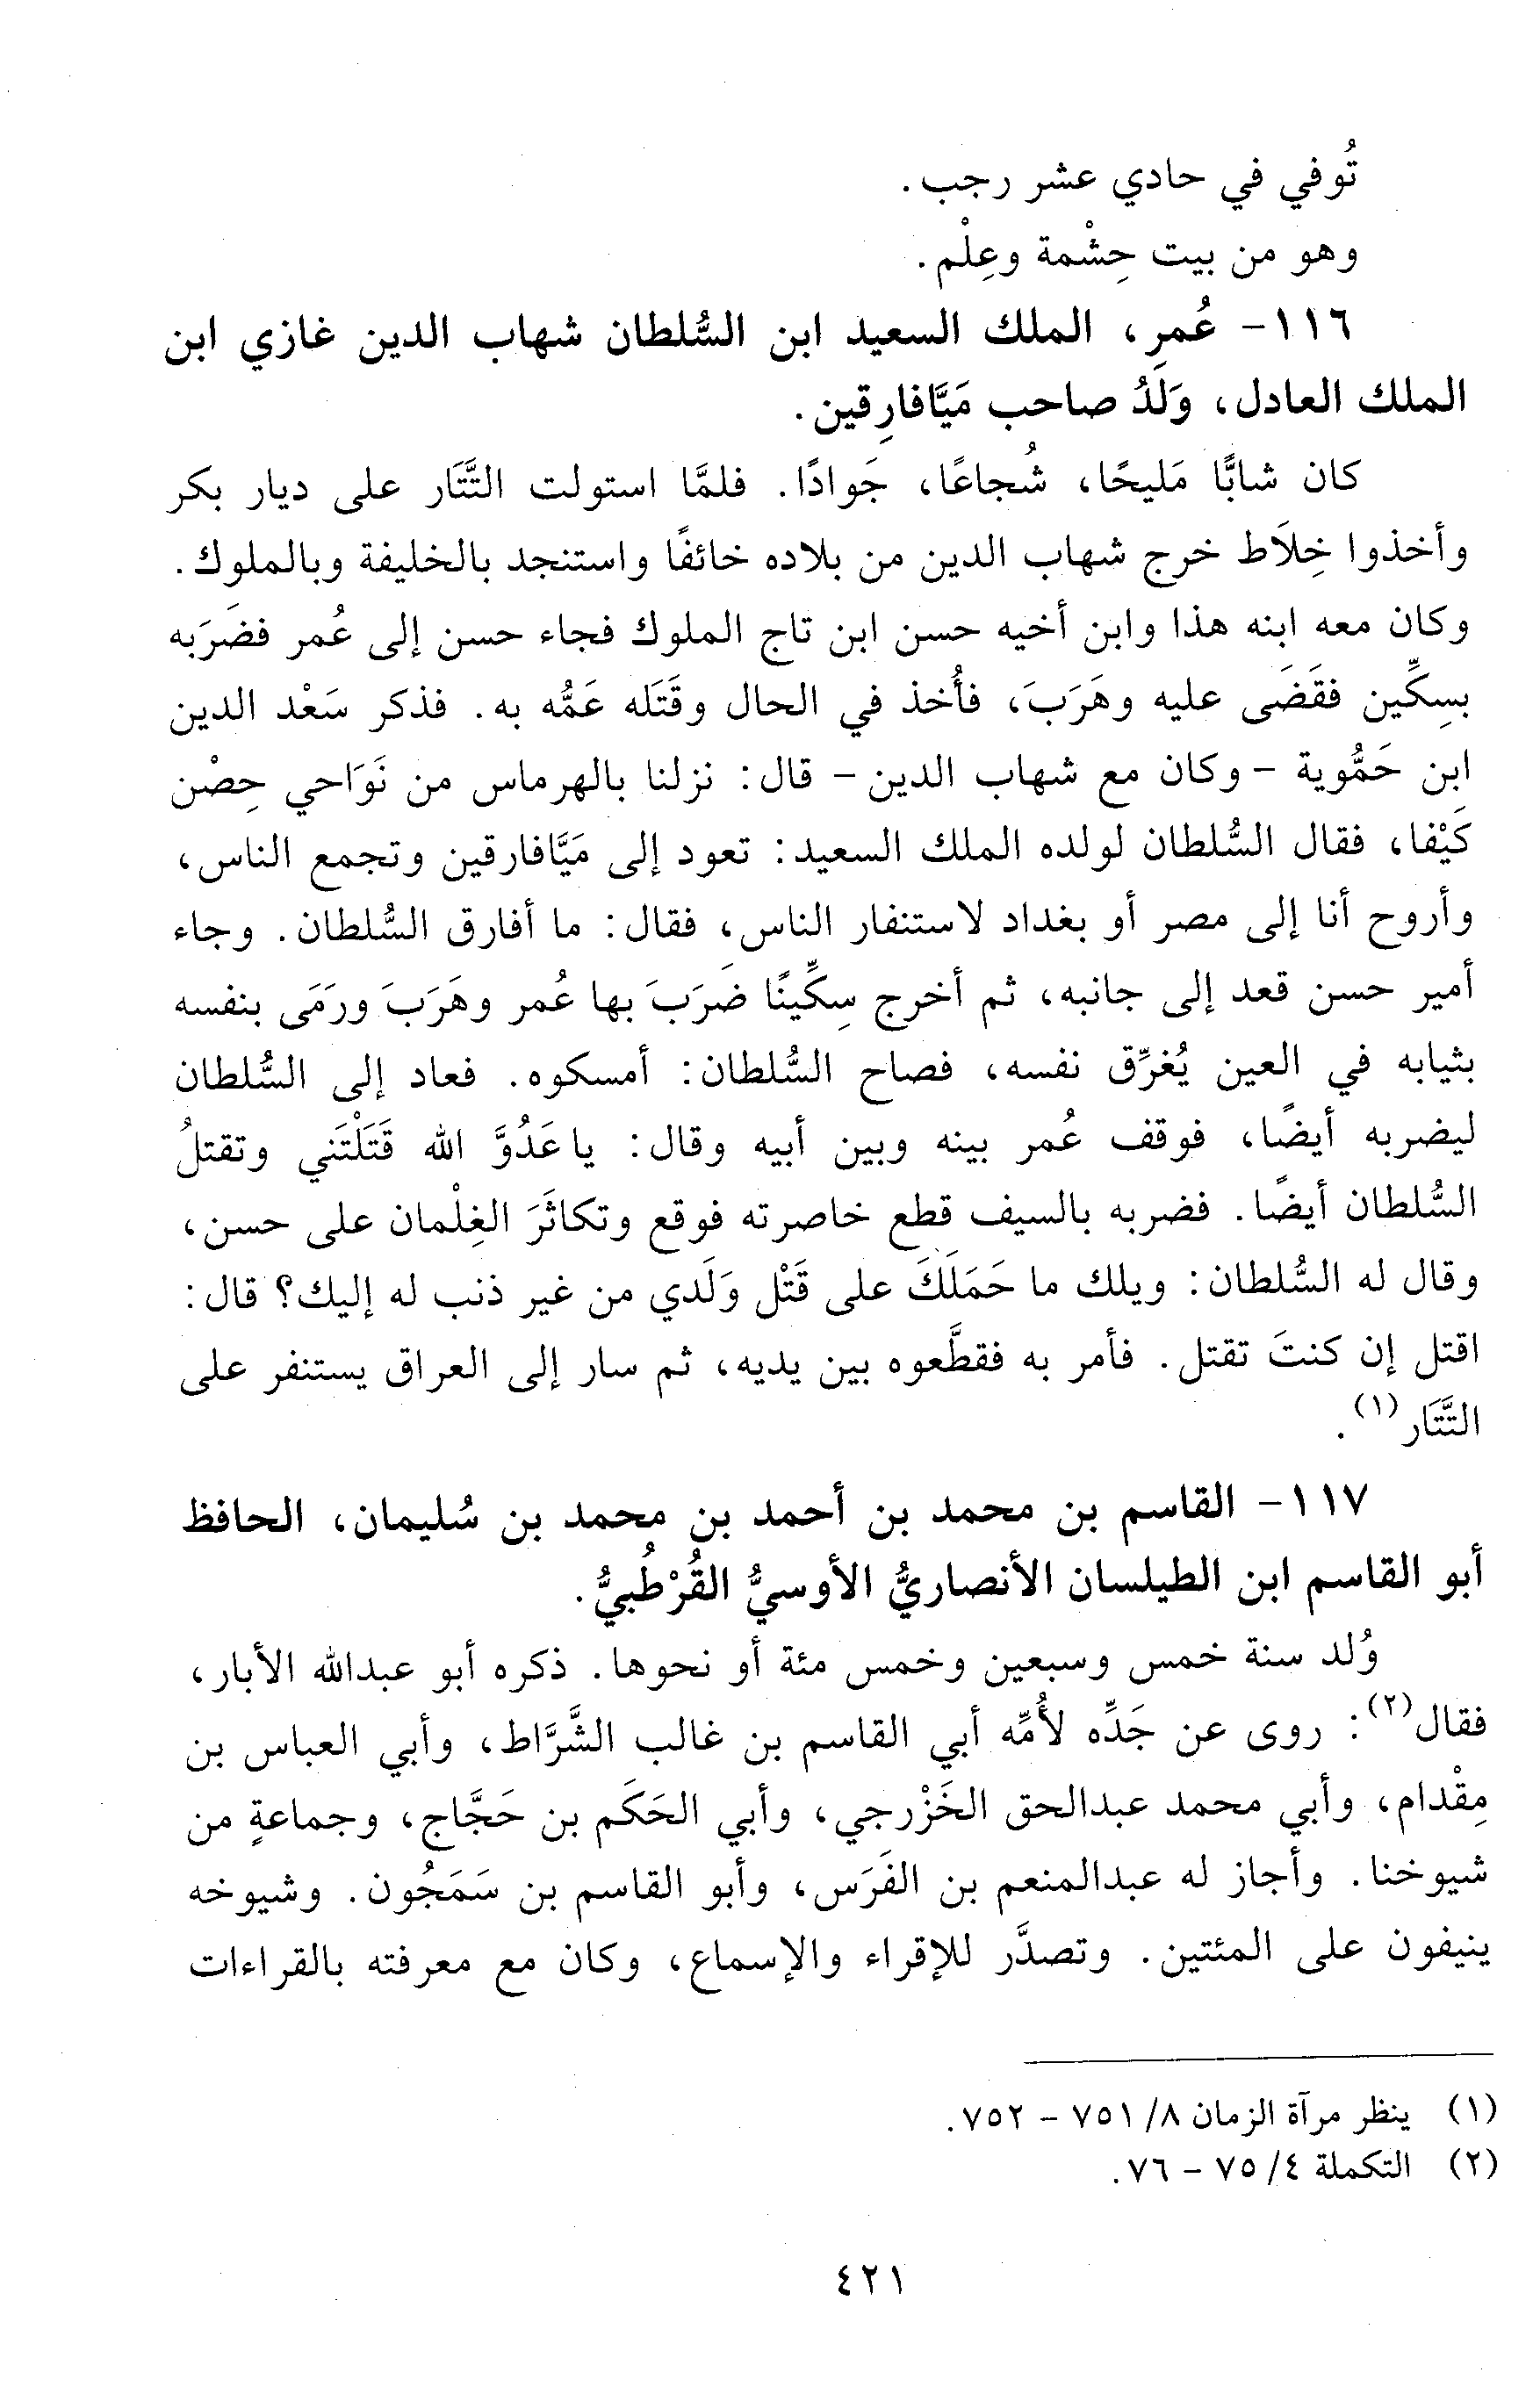 تُوفي في حادي عشر رجب.
وهو من بيت حِشْمة وعِلْم.
١١٦- عُمرِ، الملك السعيد ابن السُّلطان شهاب الدين غازي ابن
الملك العادل، وَلَدُ صاحب مَيَّافارِقين.
كان شابًّا مَليحًا، شُجاعًا، جَوادًا. فلمَّا استولت التَّتَار على ديار بكر
وأخذوا خِلَاط خرج شهاب الدين من بلاده خائفًا واستنجد بالخليفة وبالملوك.
وكان معه ابنه هذا وابن أخيه حسن ابن تاج الملوك فجاء حسن إلى عُمر فضَرَبه
بسِكِّين فقَضَى عليه وهَرَبَ، فأُخذ في الحال وقَتَله عَمُّه به. فذكر سَعْد الدين
ابن حَمُّوية - وكان مع شهاب الدين - قال: نزلنا بالهرماس من نَوَاحي حِصْن
كَيْفا، فقال السُّلطان لولده الملك السعيد: تعود إلى مَيَّافارقين وتجمع الناس،
وأروح أنا إلى مصر أو بغداد لاستنفار الناس، فقال: ما أفارق السُّلطان. وجاء
أمير حسن قعد إلى جانبه، ثم أخرج سِكِّينًا ضَرَبَ بها عُمر وهَرَبَ ورَمَى بنفسه
بثيابه في العين يُغرِّق نفسه، فصاح السُّلطان: أمسكوه. فعاد إلى السُّلطان
ليضربه أيضًا، فوقف عُمر بينه وبين أبيه وقال: يا عَدُوَّ الله قَتَلْتَني وتقتلُ
السُّلطان أيضًا. فضربه بالسيف قطع خاصرته فوقع وتكاثَرَ الغِلْمان على حسن،
وقال له السُّلطان: ويلك ما حَمَلَكَ على قَتْل وَلَدي من غير ذنب له إليك؟ قال:
اقتل إن كنتَ تقتل. فأمر به فقطَّعوه بين يديه، ثم سار إلى العراق يستنفر على
التَّتَار(١).
١١٧- القاسم بن محمد بن أحمد بن محمد بن سُليمان، الحافظ
أبو القاسم ابن الطيلسان الأنصاريُّ الأوسيُّ القُرْطُبيُّ.
وُلد سنة خمس وسبعين وخمس مئة أو نحوها. ذكره أبو عبدالله الأبار،
فقال(٢): روى عن جَدِّه لأُمِّه أبي القاسم بن غالب الشَّرَّاط، وأبي العباس بن
مِقْدام، وأبي محمد عبدالحق الخَزْرجي، وأبي الحَكَم بن حَجَّاج، وجماعةٍ من
شيوخنا. وأجاز له عبدالمنعم بن الفَرَس، وأبو القاسم بن سَمَجُون. وشيوخه
ينيفون على المئتين. وتصدَّر للإقراء والإسماع، وكان مع معرفته بالقراءات
(١) ينظر مرآة الزمان ٨/ ٧٥١ - ٧٥٢.
(٢) التكملة ٤/ ٧٥ - ٧٦.
٤٢١